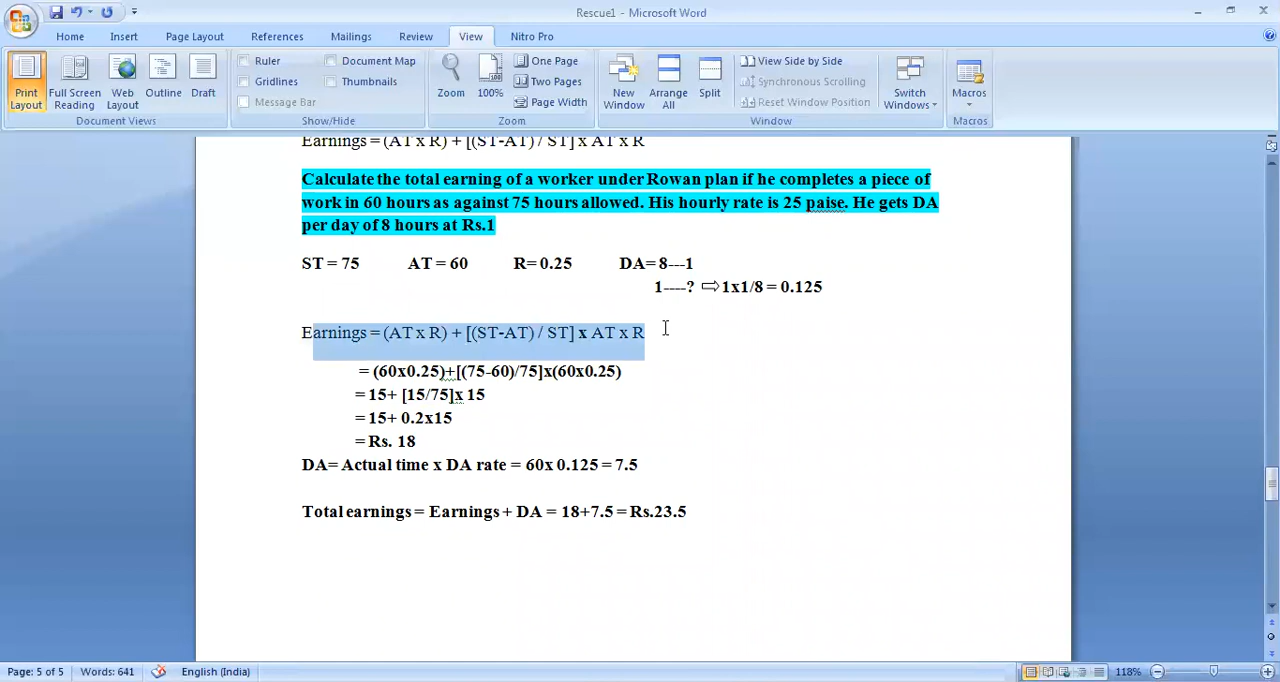 Rescue1 - Microsoft Word
Home Insert Page Layout References Mailings Review View Nitro Pro
Print Layout
Full Screen Reading
Web Layout
Outline
Draft
Document Views
Ruler
Gridlines
Message Bar
Document Map
Thumbnails
Show/Hide
Zoom
100%
One Page
Two Pages
Page Width
Zoom
New Window
Arrange All
Split
View Side by Side
Synchronous Scrolling
Reset Window Position
Switch Windows
Window
Macros
Macros
Earnings = (AT x R) + [(ST-AT) / ST] x AT x R
Calculate the total earning of a worker under Rowan plan if he completes a piece of
work in 60 hours as against 75 hours allowed. His hourly rate is 25 paise. He gets DA
per day of 8 hours at Rs.1
ST = 75 AT = 60 R= 0.25 DA= 8---1
1----? ⇨1x1/8 = 0.125
Earnings = (AT x R) + [(ST-AT) / ST] x AT x R
= (60x0.25)+[(75-60)/75]x(60x0.25)
= 15+ [15/75]x 15
= 15+ 0.2x15
= Rs. 18
DA= Actual time x DA rate = 60x 0.125 = 7.5
Total earnings = Earnings + DA = 18+7.5 = Rs.23.5
Page: 5 of 5 Words: 641 English (India) 118%